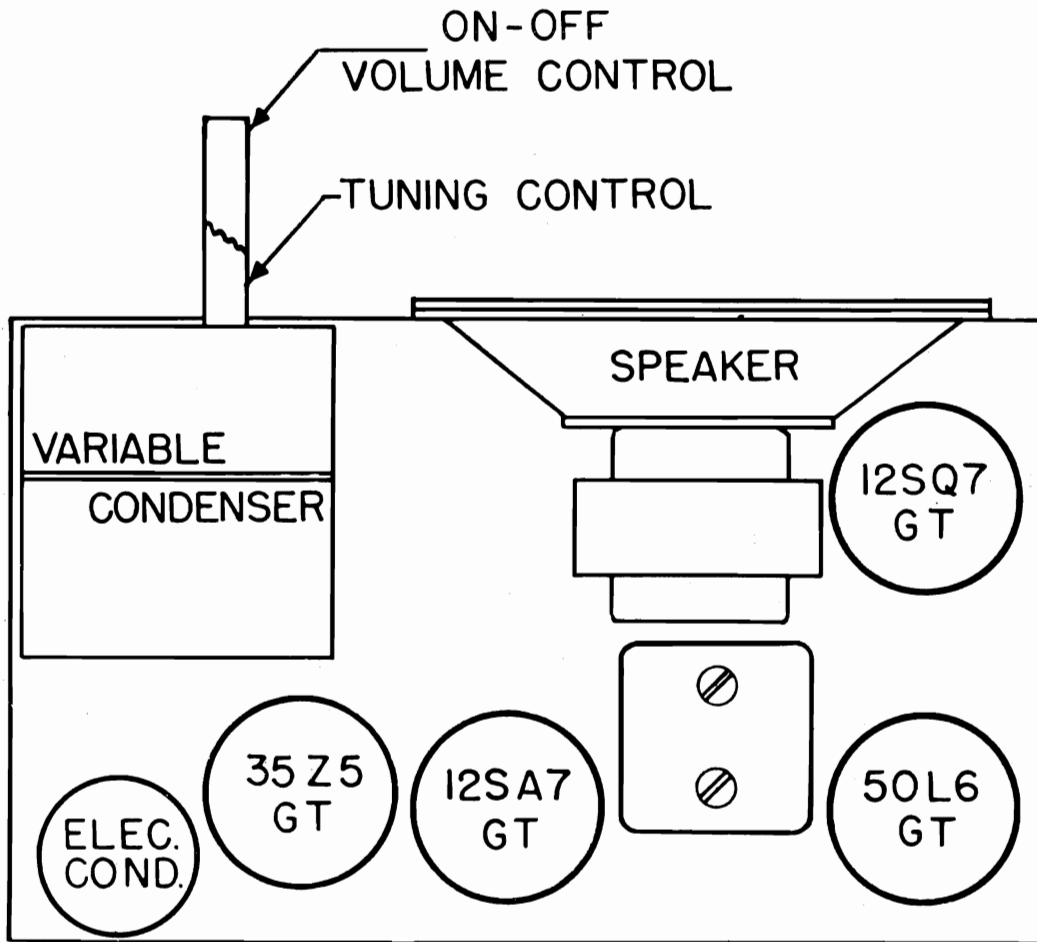 ON-OFF
VOLUME CONTROL
TUNING CONTROL
SPEAKER
VARIABLE
CONDENSER
12SQ7
GT
35Z5
GT
12SA7
GT
50L6
GT
ELEC.
COND.